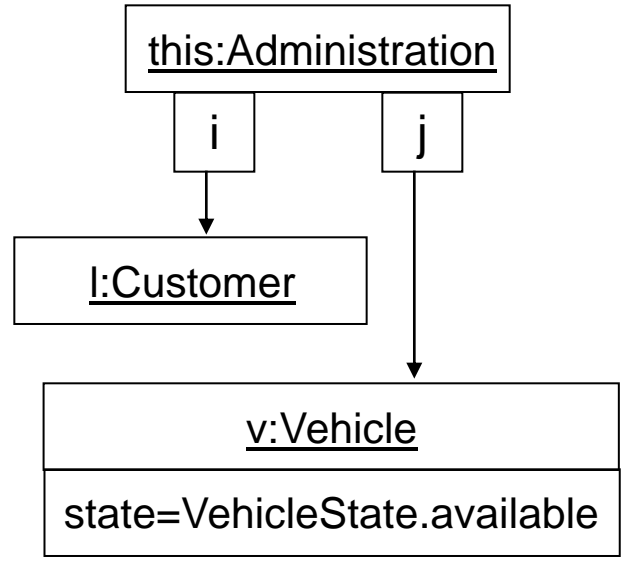 this:Administration
i
j
l:Customer
v:Vehicle
state=VehicleState.available